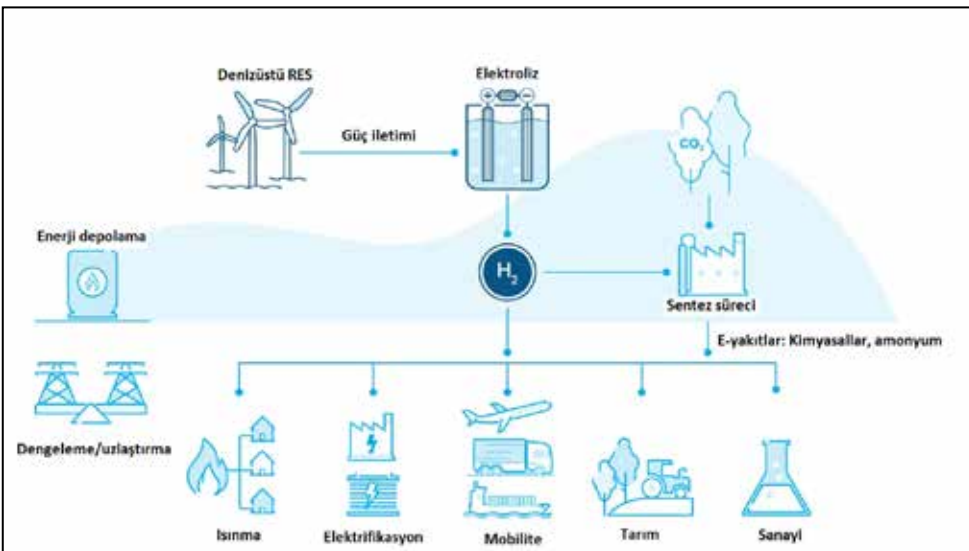 Denizüstü RES
Elektroliz
Güç iletimi
+
−
CO₂
Enerji depolama
H₂
Sentez süreci
E-yakıtlar: Kimyasallar, amonyum
Dengeleme/uzlaştırma
Isınma
Elektrifikasyon
Mobilite
Tarım
Sanayi